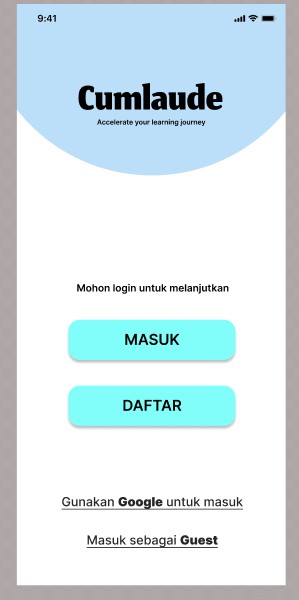 9:41
Cumlaude
Accelerate your learning journey
Mohon login untuk melanjutkan
MASUK
DAFTAR
Gunakan Google untuk masuk
Masuk sebagai Guest